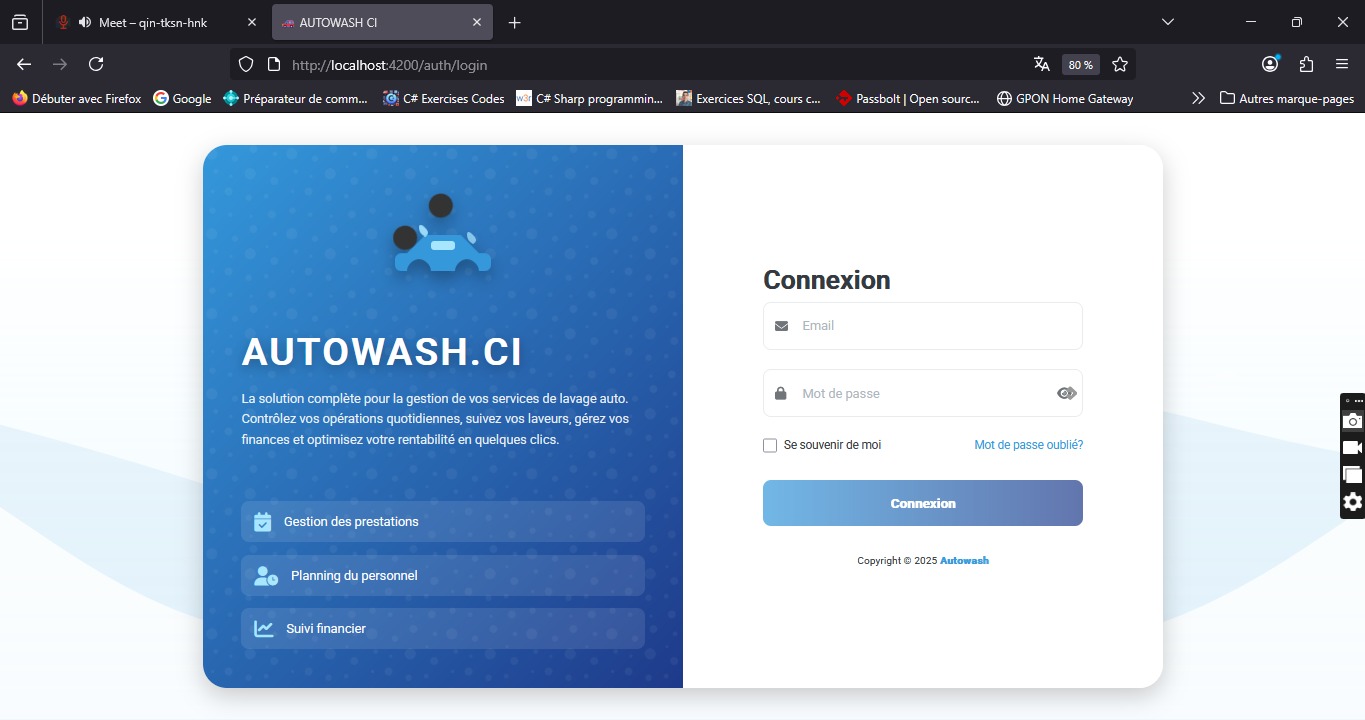 Meet – qin-tksn-hnk
AUTOWASH CI
http://localhost:4200/auth/login
80 %
Débuter avec Firefox
Google
Préparateur de comm...
C# Exercises Codes
w3r
C# Sharp programmin...
Exercices SQL, cours c...
Passbolt | Open sourc...
GPON Home Gateway
Autres marque-pages
AUTOWASH.CI
La solution complète pour la gestion de vos services de lavage auto.
Contrôlez vos opérations quotidiennes, suivez vos laveurs, gérez vos
finances et optimisez votre rentabilité en quelques clics.
Gestion des prestations
Planning du personnel
Suivi financier
Connexion
Email
Mot de passe
Se souvenir de moi
Mot de passe oublié?
Connexion
Copyright © 2025 Autowash